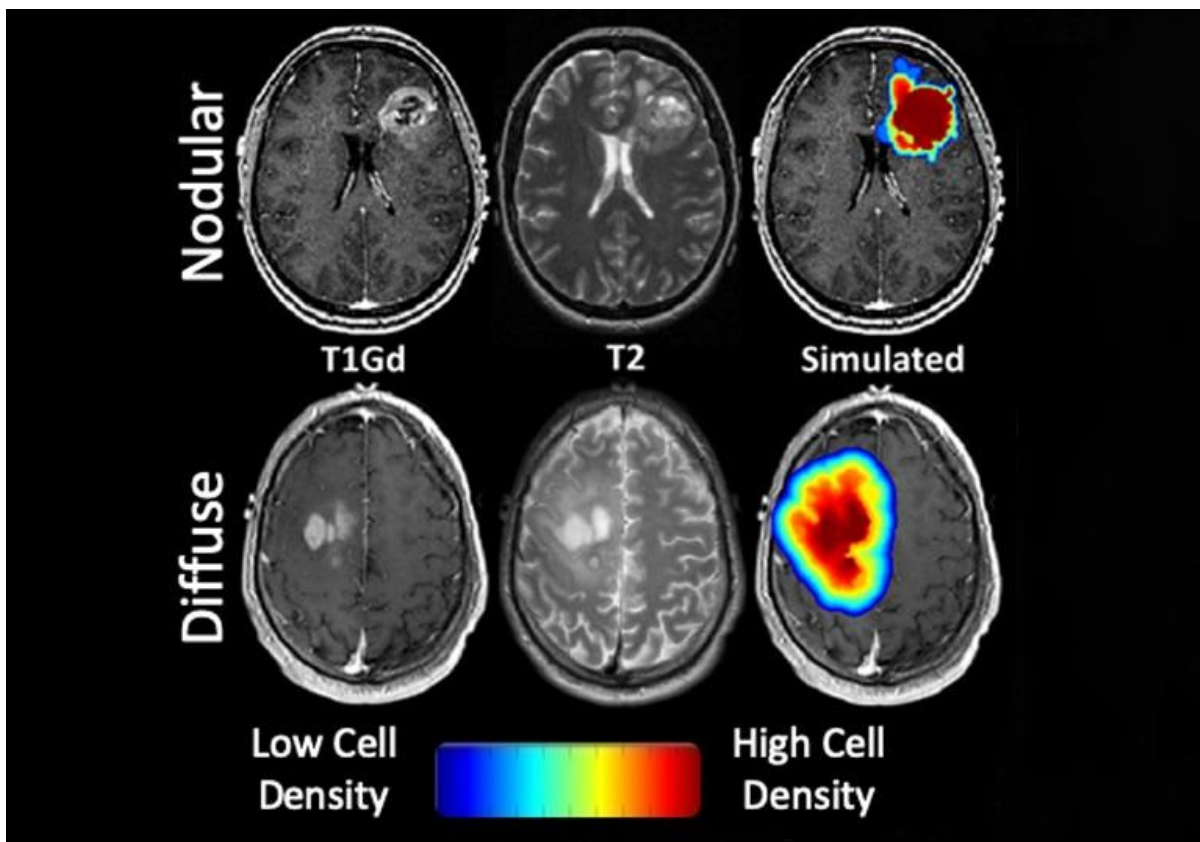 Nodular
T1Gd
T2
Simulated
Diffuse
Low Cell
Density
High Cell
Density